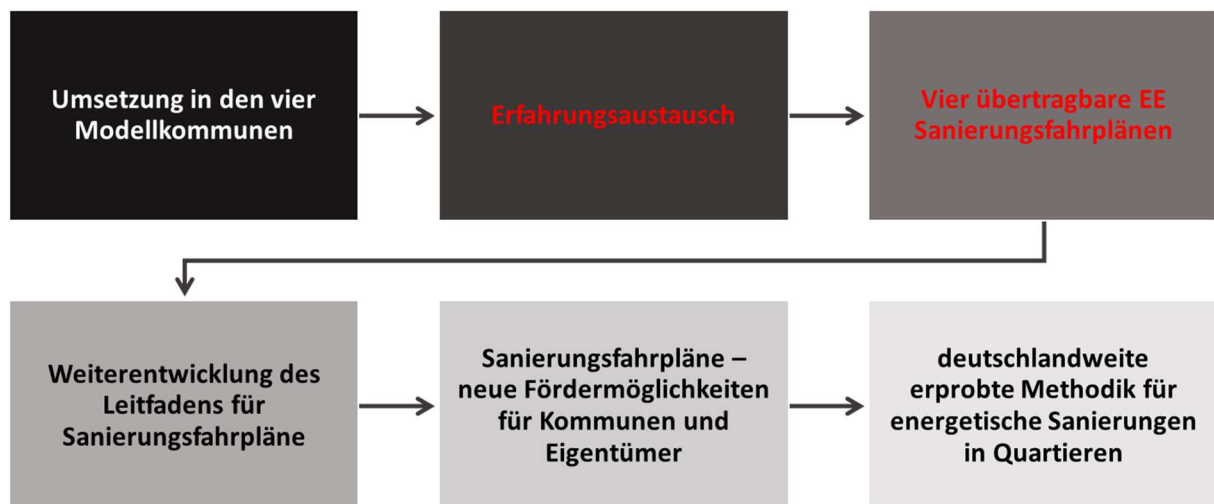 Umsetzung in den vier
Modellkommunen
Erfahrungsaustausch
Vier übertragbare EE
Sanierungsfahrplänen
Weiterentwicklung des
Leitfadens für
Sanierungsfahrpläne
Sanierungsfahrpläne –
neue Fördermöglichkeiten
für Kommunen und
Eigentümer
deutschlandweite
erprobte Methodik für
energetische Sanierungen
in Quartieren